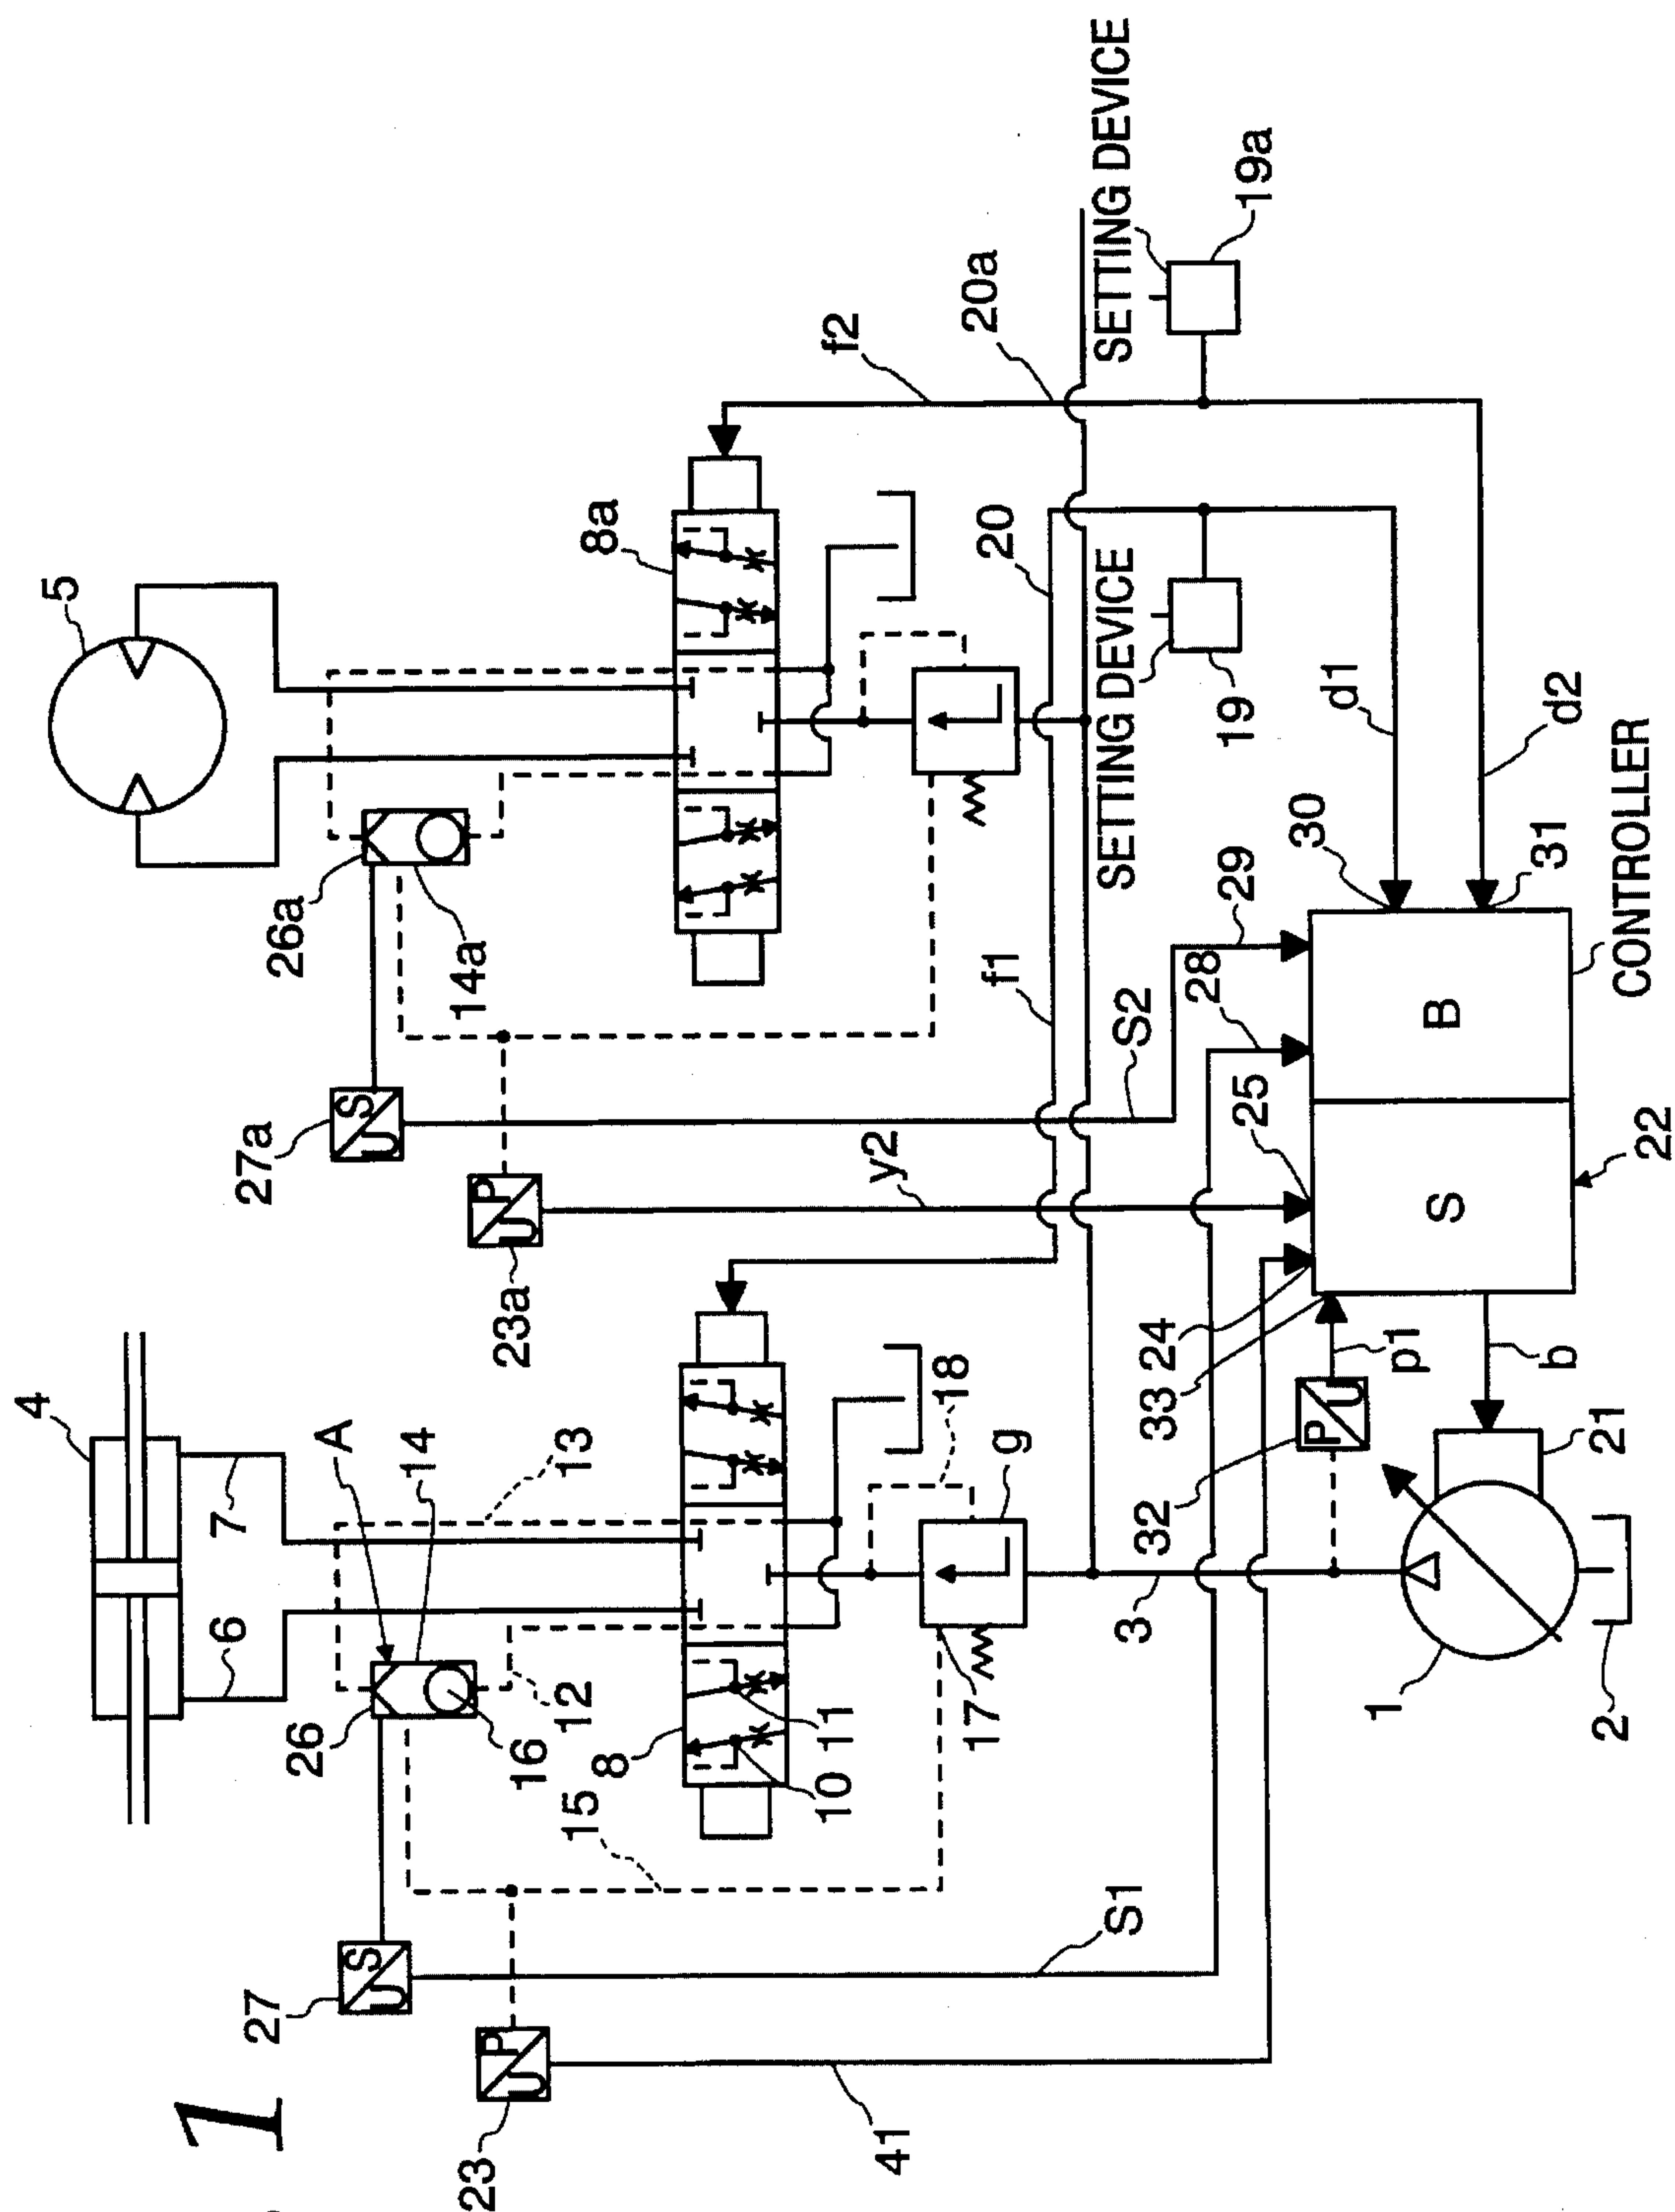 1
4
5
A
14
7
13
6
26
16
12
8
11
10
15
17
18
g
27
S
U
23
P
U
41
S1
26a
14a
27a
S
U
23a
P
U
8a
y2
S2
f1
f2
20
20a
SETTING DEVICE
19
SETTING DEVICE
19a
d1
d2
30
31
29
28
25
24
33
32
P
U
p1
3
b
21
1
2
S
B
22
CONTROLLER